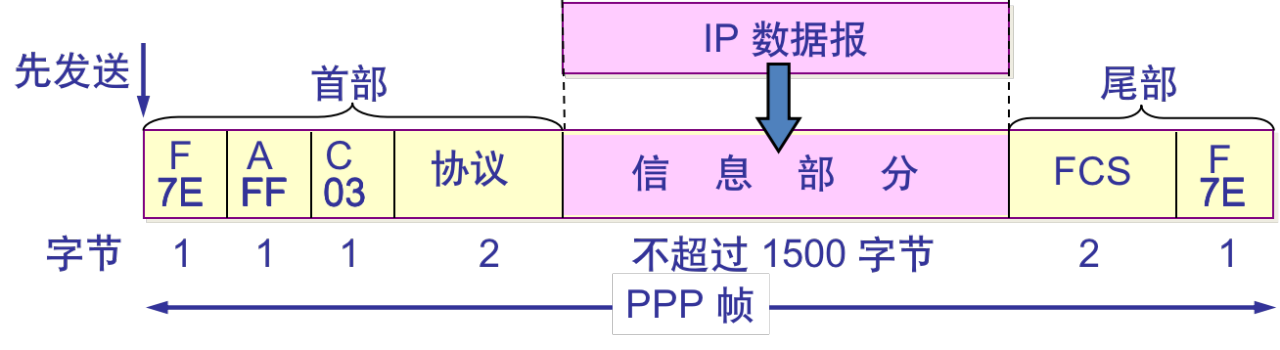 IP 数据报
先发送
首部
尾部
F A C 协议 信息部分 FCS F
7E FF 03 7E
字节 1 1 1 2 不超过 1500 字节 2 1
PPP 帧